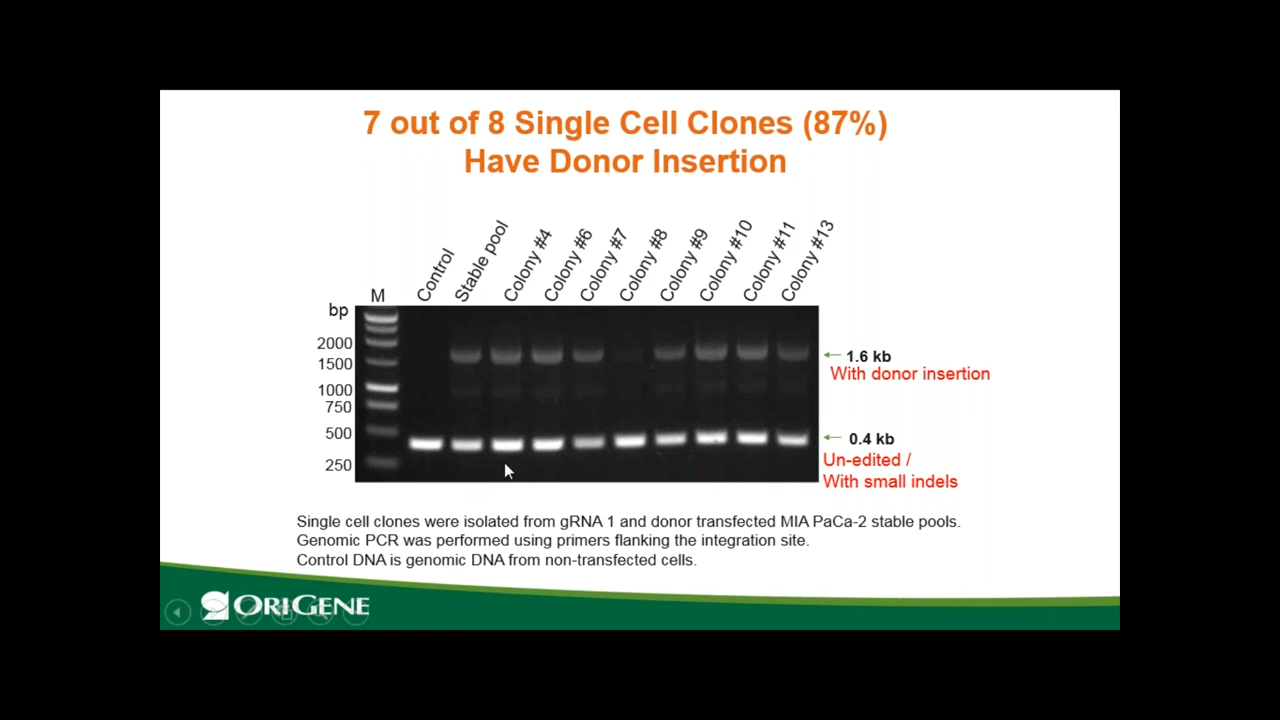 7 out of 8 Single Cell Clones (87%)
Have Donor Insertion
M
Control
Stable pool
Colony #4
Colony #6
Colony #7
Colony #8
Colony #9
Colony #10
Colony #11
Colony #13
bp
2000
1500
1000
750
500
250
1.6 kb
With donor insertion
0.4 kb
Un-edited /
With small indels
Single cell clones were isolated from gRNA 1 and donor transfected MIA PaCa-2 stable pools.
Genomic PCR was performed using primers flanking the integration site.
Control DNA is genomic DNA from non-transfected cells.
ORIGENE